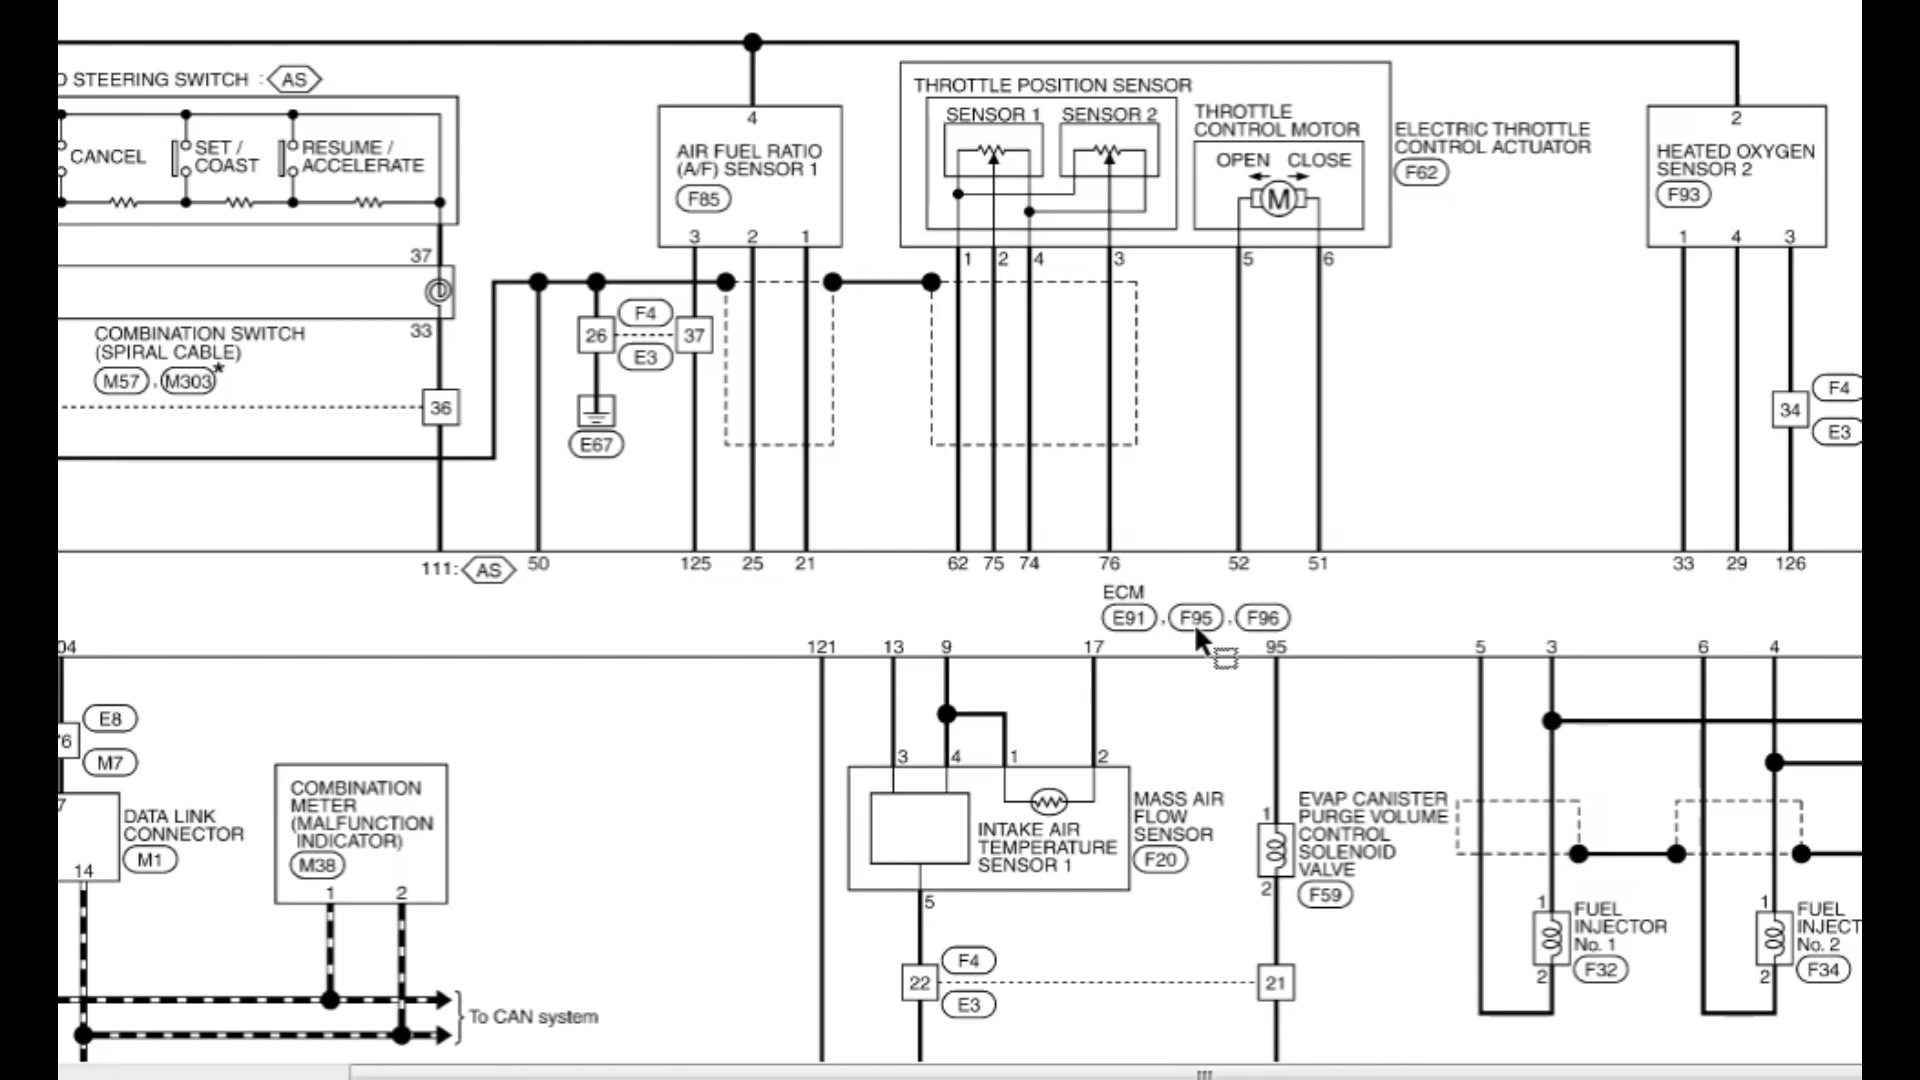 D STEERING SWITCH : AS
CANCEL
SET /
COAST
RESUME /
ACCELERATE
37
33
COMBINATION SWITCH
(SPIRAL CABLE)
M57 , M303 *
36
4
AIR FUEL RATIO
(A/F) SENSOR 1
F85
3 2 1
26
F4
E3
37
E67
THROTTLE POSITION SENSOR
SENSOR 1
SENSOR 2
THROTTLE
CONTROL MOTOR
OPEN CLOSE
M
ELECTRIC THROTTLE
CONTROL ACTUATOR
F62
1 2 4 3 5 6
2
HEATED OXYGEN
SENSOR 2
F93
1 4 3
34
F4
E3
111: AS 50 125 25 21 62 75 74 76 52 51 33 29 126
ECM
E91 , F95 , F96
04 121 13 9 17 95 5 3 6 4
E8
76
M7
7
DATA LINK
CONNECTOR
M1
14
COMBINATION
METER
(MALFUNCTION
INDICATOR)
M38
1 2
To CAN system
3 4 1 2
INTAKE AIR
TEMPERATURE
SENSOR 1
MASS AIR
FLOW
SENSOR
F20
5
22
F4
E3
21
1
EVAP CANISTER
PURGE VOLUME
CONTROL
SOLENOID
VALVE
F59
2
1
FUEL
INJECTOR
No. 1
F32
2
1
FUEL
INJECT
No. 2
F34
2